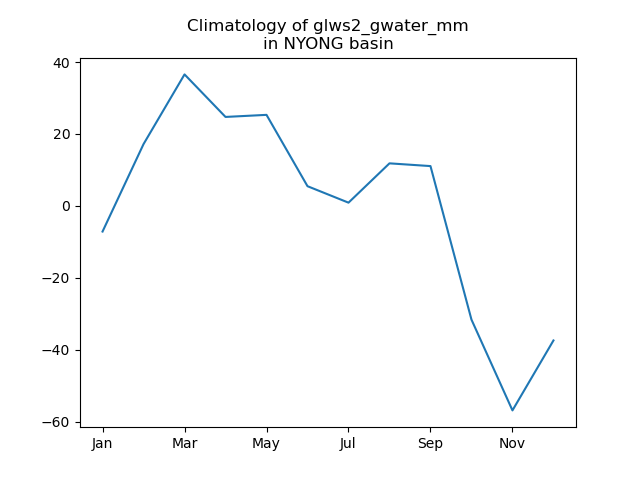 Climatology of glws2_gwater_mm
in NYONG basin
40
20
0
−20
−40
−60
Jan
Mar
May
Jul
Sep
Nov